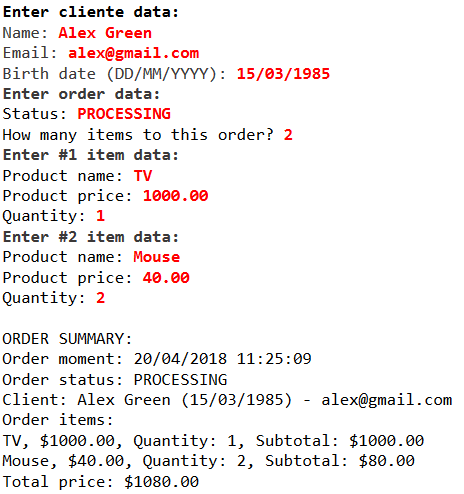 Enter cliente data:
Name: Alex Green
Email: alex@gmail.com
Birth date (DD/MM/YYYY): 15/03/1985
Enter order data:
Status: PROCESSING
How many items to this order? 2
Enter #1 item data:
Product name: TV
Product price: 1000.00
Quantity: 1
Enter #2 item data:
Product name: Mouse
Product price: 40.00
Quantity: 2
ORDER SUMMARY:
Order moment: 20/04/2018 11:25:09
Order status: PROCESSING
Client: Alex Green (15/03/1985) - alex@gmail.com
Order items:
TV, $1000.00, Quantity: 1, Subtotal: $1000.00
Mouse, $40.00, Quantity: 2, Subtotal: $80.00
Total price: $1080.00